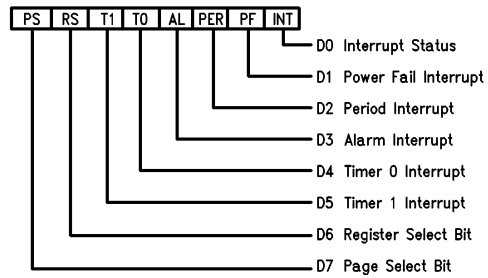 PS RS T1 T0 AL PER PF INT
D0 Interrupt Status
D1 Power Fail Interrupt
D2 Period Interrupt
D3 Alarm Interrupt
D4 Timer 0 Interrupt
D5 Timer 1 Interrupt
D6 Register Select Bit
D7 Page Select Bit